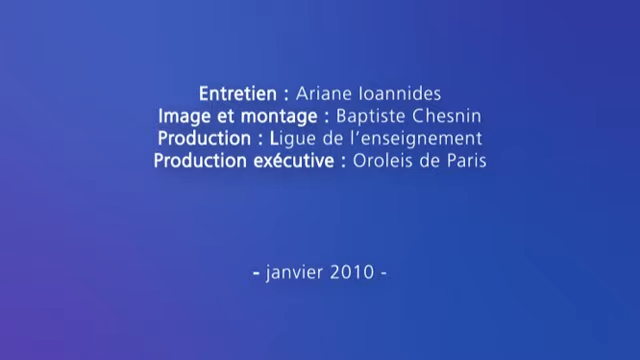 Entretien : Ariane Ioannides
Image et montage : Baptiste Chesnin
Production : Ligue de l'enseignement
Production exécutive : Oroleis de Paris
- janvier 2010 -